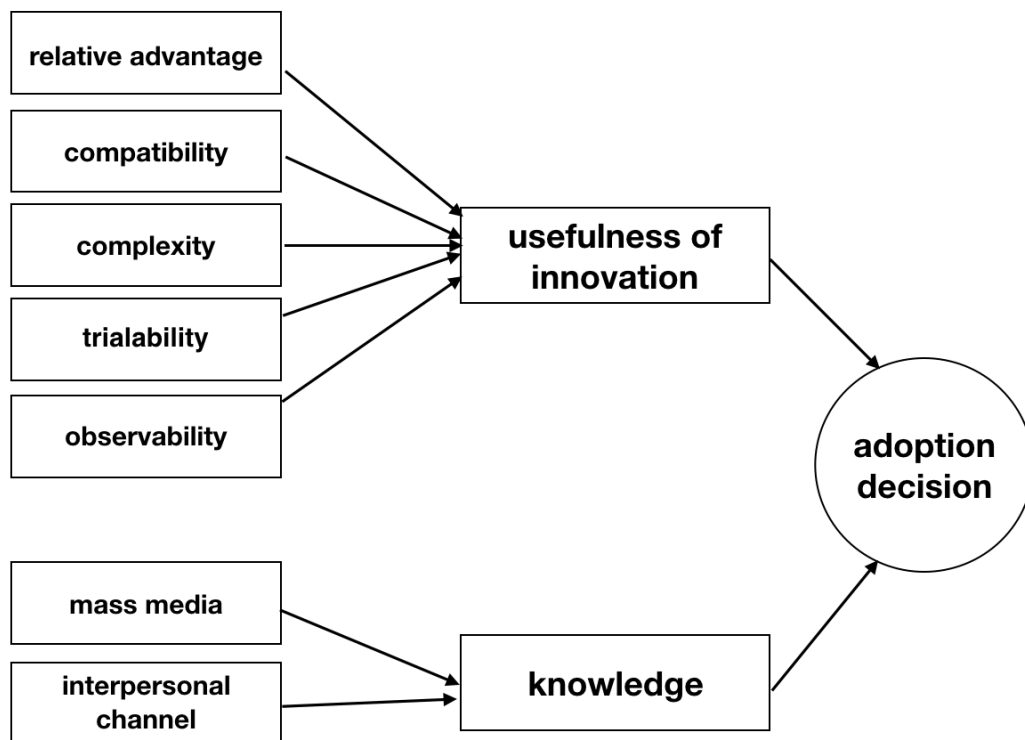 relative advantage
compatibility
complexity
trialability
observability
usefulness of
innovation
adoption
decision
mass media
interpersonal
channel
knowledge